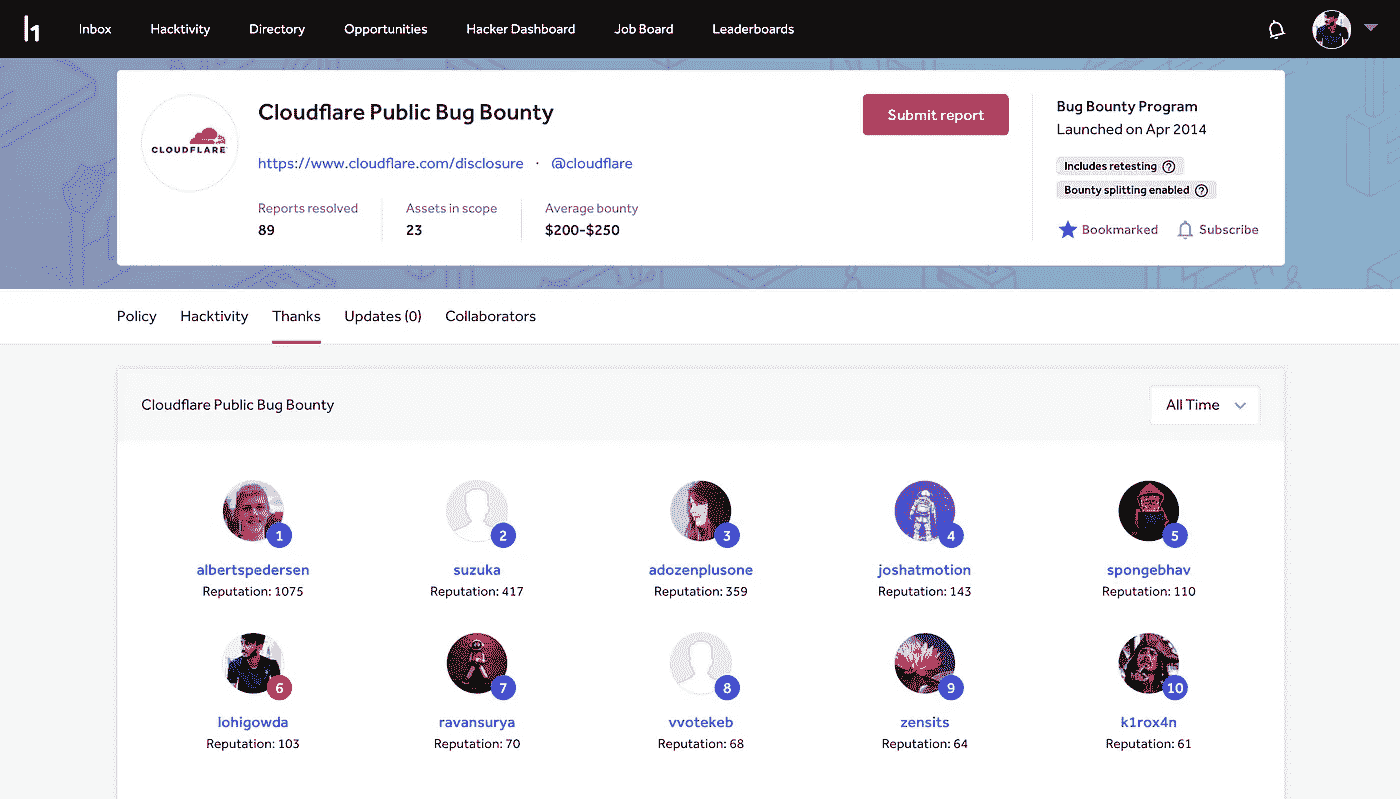 l1
Inbox Hacktivity Directory Opportunities Hacker Dashboard Job Board Leaderboards
CLOUDFLARE
Cloudflare Public Bug Bounty
https://www.cloudflare.com/disclosure · @cloudflare
Reports resolved Assets in scope Average bounty
89 23 $200-$250
Submit report
Bug Bounty Program
Launched on Apr 2014
Includes retesting ?
Bounty splitting enabled ?
Bookmarked Subscribe
Policy Hacktivity Thanks Updates (0) Collaborators
Cloudflare Public Bug Bounty All Time
1 2 3 4 5
albertspedersen suzuka adozenplusone joshatmotion spongebhav
Reputation: 1075 Reputation: 417 Reputation: 359 Reputation: 143 Reputation: 110
6 7 8 9 10
lohigowda ravansurya vvotekeb zensits k1rox4n
Reputation: 103 Reputation: 70 Reputation: 68 Reputation: 64 Reputation: 61